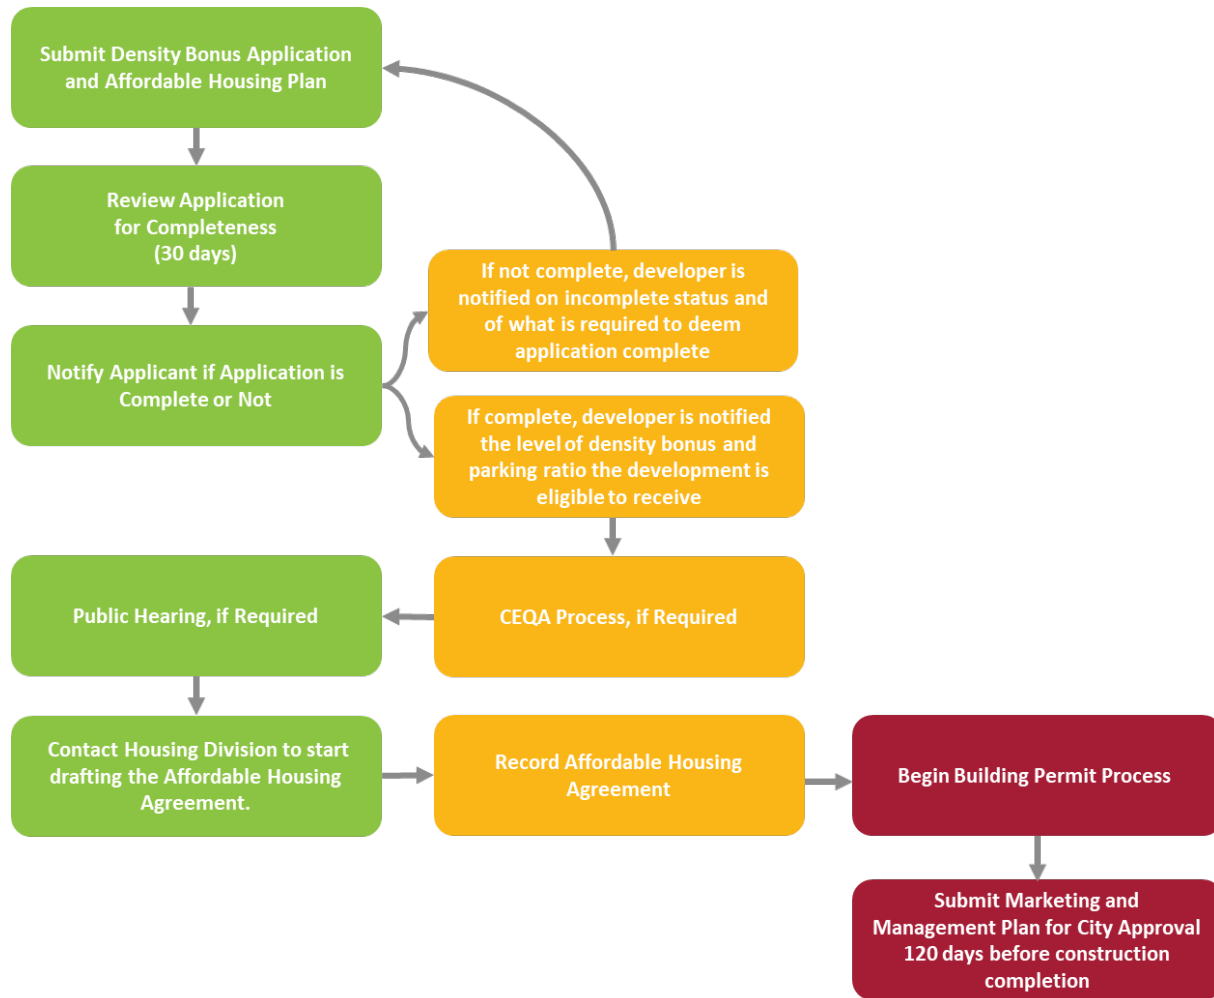 Submit Density Bonus Application
and Affordable Housing Plan
Review Application
for Completeness
(30 days)
If not complete, developer is
notified on incomplete status and
of what is required to deem
application complete
Notify Applicant if Application is
Complete or Not
If complete, developer is notified
the level of density bonus and
parking ratio the development is
eligible to receive
Public Hearing, if Required
CEQA Process, if Required
Contact Housing Division to start
drafting the Affordable Housing
Agreement.
Record Affordable Housing
Agreement
Begin Building Permit Process
Submit Marketing and
Management Plan for City Approval
120 days before construction
completion